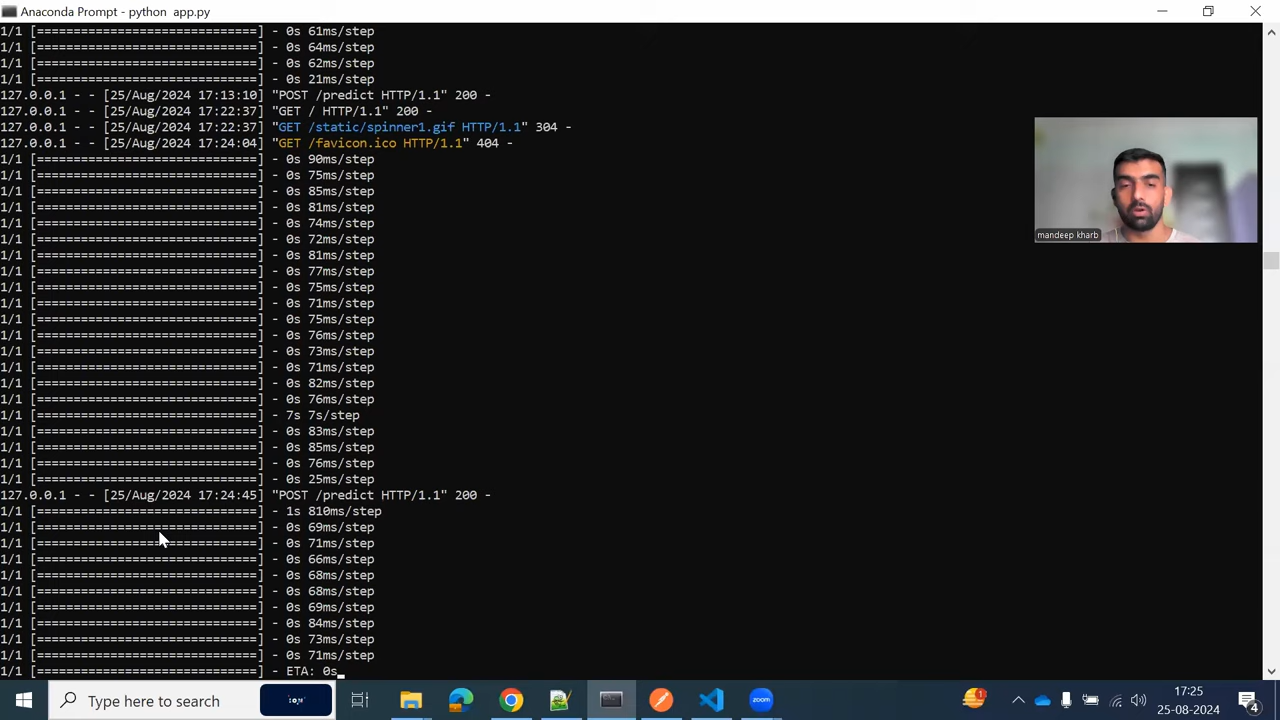 Anaconda Prompt - python  app.py
1/1 [==============================] - 0s 61ms/step
1/1 [==============================] - 0s 64ms/step
1/1 [==============================] - 0s 62ms/step
1/1 [==============================] - 0s 21ms/step
127.0.0.1 - - [25/Aug/2024 17:13:10] "POST /predict HTTP/1.1" 200 -
127.0.0.1 - - [25/Aug/2024 17:22:37] "GET / HTTP/1.1" 200 -
127.0.0.1 - - [25/Aug/2024 17:22:37] "GET /static/spinner1.gif HTTP/1.1" 304 -
127.0.0.1 - - [25/Aug/2024 17:24:04] "GET /favicon.ico HTTP/1.1" 404 -
1/1 [==============================] - 0s 90ms/step
1/1 [==============================] - 0s 75ms/step
1/1 [==============================] - 0s 85ms/step
1/1 [==============================] - 0s 81ms/step
1/1 [==============================] - 0s 74ms/step
1/1 [==============================] - 0s 72ms/step
1/1 [==============================] - 0s 81ms/step
1/1 [==============================] - 0s 77ms/step
1/1 [==============================] - 0s 75ms/step
1/1 [==============================] - 0s 71ms/step
1/1 [==============================] - 0s 75ms/step
1/1 [==============================] - 0s 76ms/step
1/1 [==============================] - 0s 73ms/step
1/1 [==============================] - 0s 71ms/step
1/1 [==============================] - 0s 82ms/step
1/1 [==============================] - 0s 76ms/step
1/1 [==============================] - 7s 7s/step
1/1 [==============================] - 0s 83ms/step
1/1 [==============================] - 0s 85ms/step
1/1 [==============================] - 0s 76ms/step
1/1 [==============================] - 0s 25ms/step
127.0.0.1 - - [25/Aug/2024 17:24:45] "POST /predict HTTP/1.1" 200 -
1/1 [==============================] - 1s 810ms/step
1/1 [==============================] - 0s 69ms/step
1/1 [==============================] - 0s 71ms/step
1/1 [==============================] - 0s 66ms/step
1/1 [==============================] - 0s 68ms/step
1/1 [==============================] - 0s 68ms/step
1/1 [==============================] - 0s 69ms/step
1/1 [==============================] - 0s 84ms/step
1/1 [==============================] - 0s 73ms/step
1/1 [==============================] - 0s 71ms/step
1/1 [==============================] - ETA: 0s
mandeep kharb
Type here to search
zoom
1
17:25
25-08-2024
4